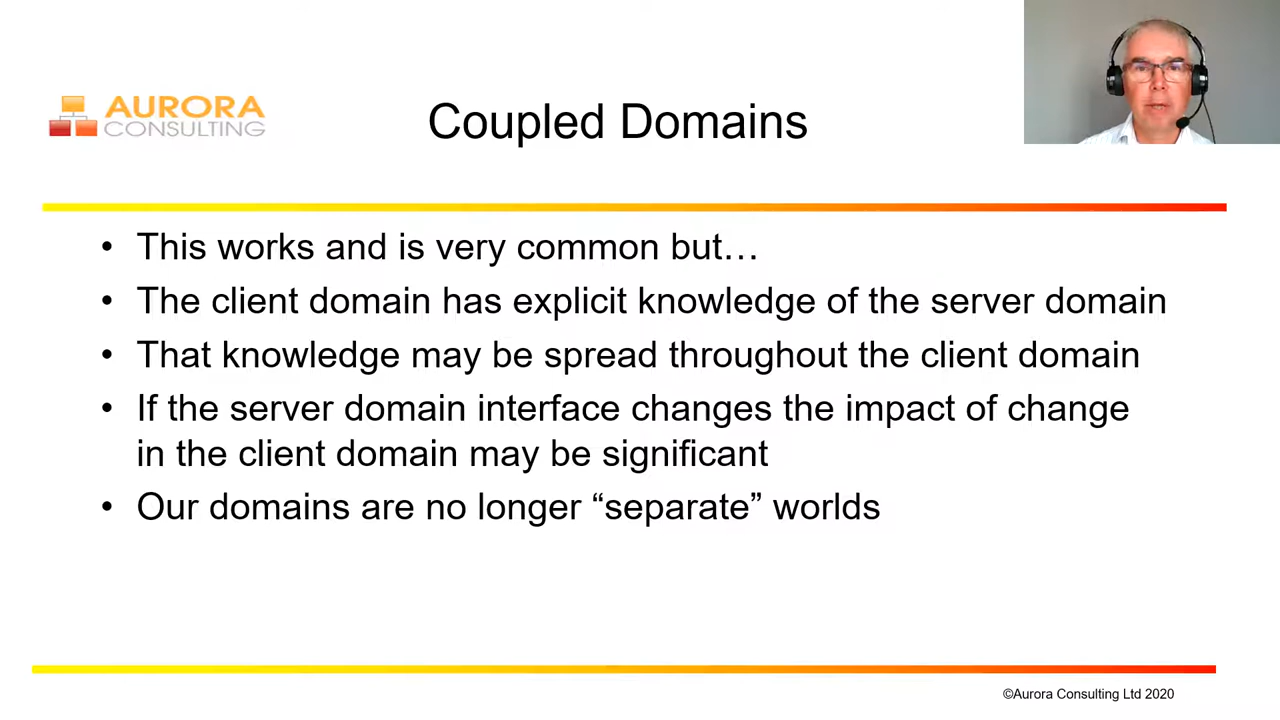 AURORA
CONSULTING
Coupled Domains
• This works and is very common but…
• The client domain has explicit knowledge of the server domain
• That knowledge may be spread throughout the client domain
• If the server domain interface changes the impact of change
in the client domain may be significant
• Our domains are no longer “separate” worlds
©Aurora Consulting Ltd 2020